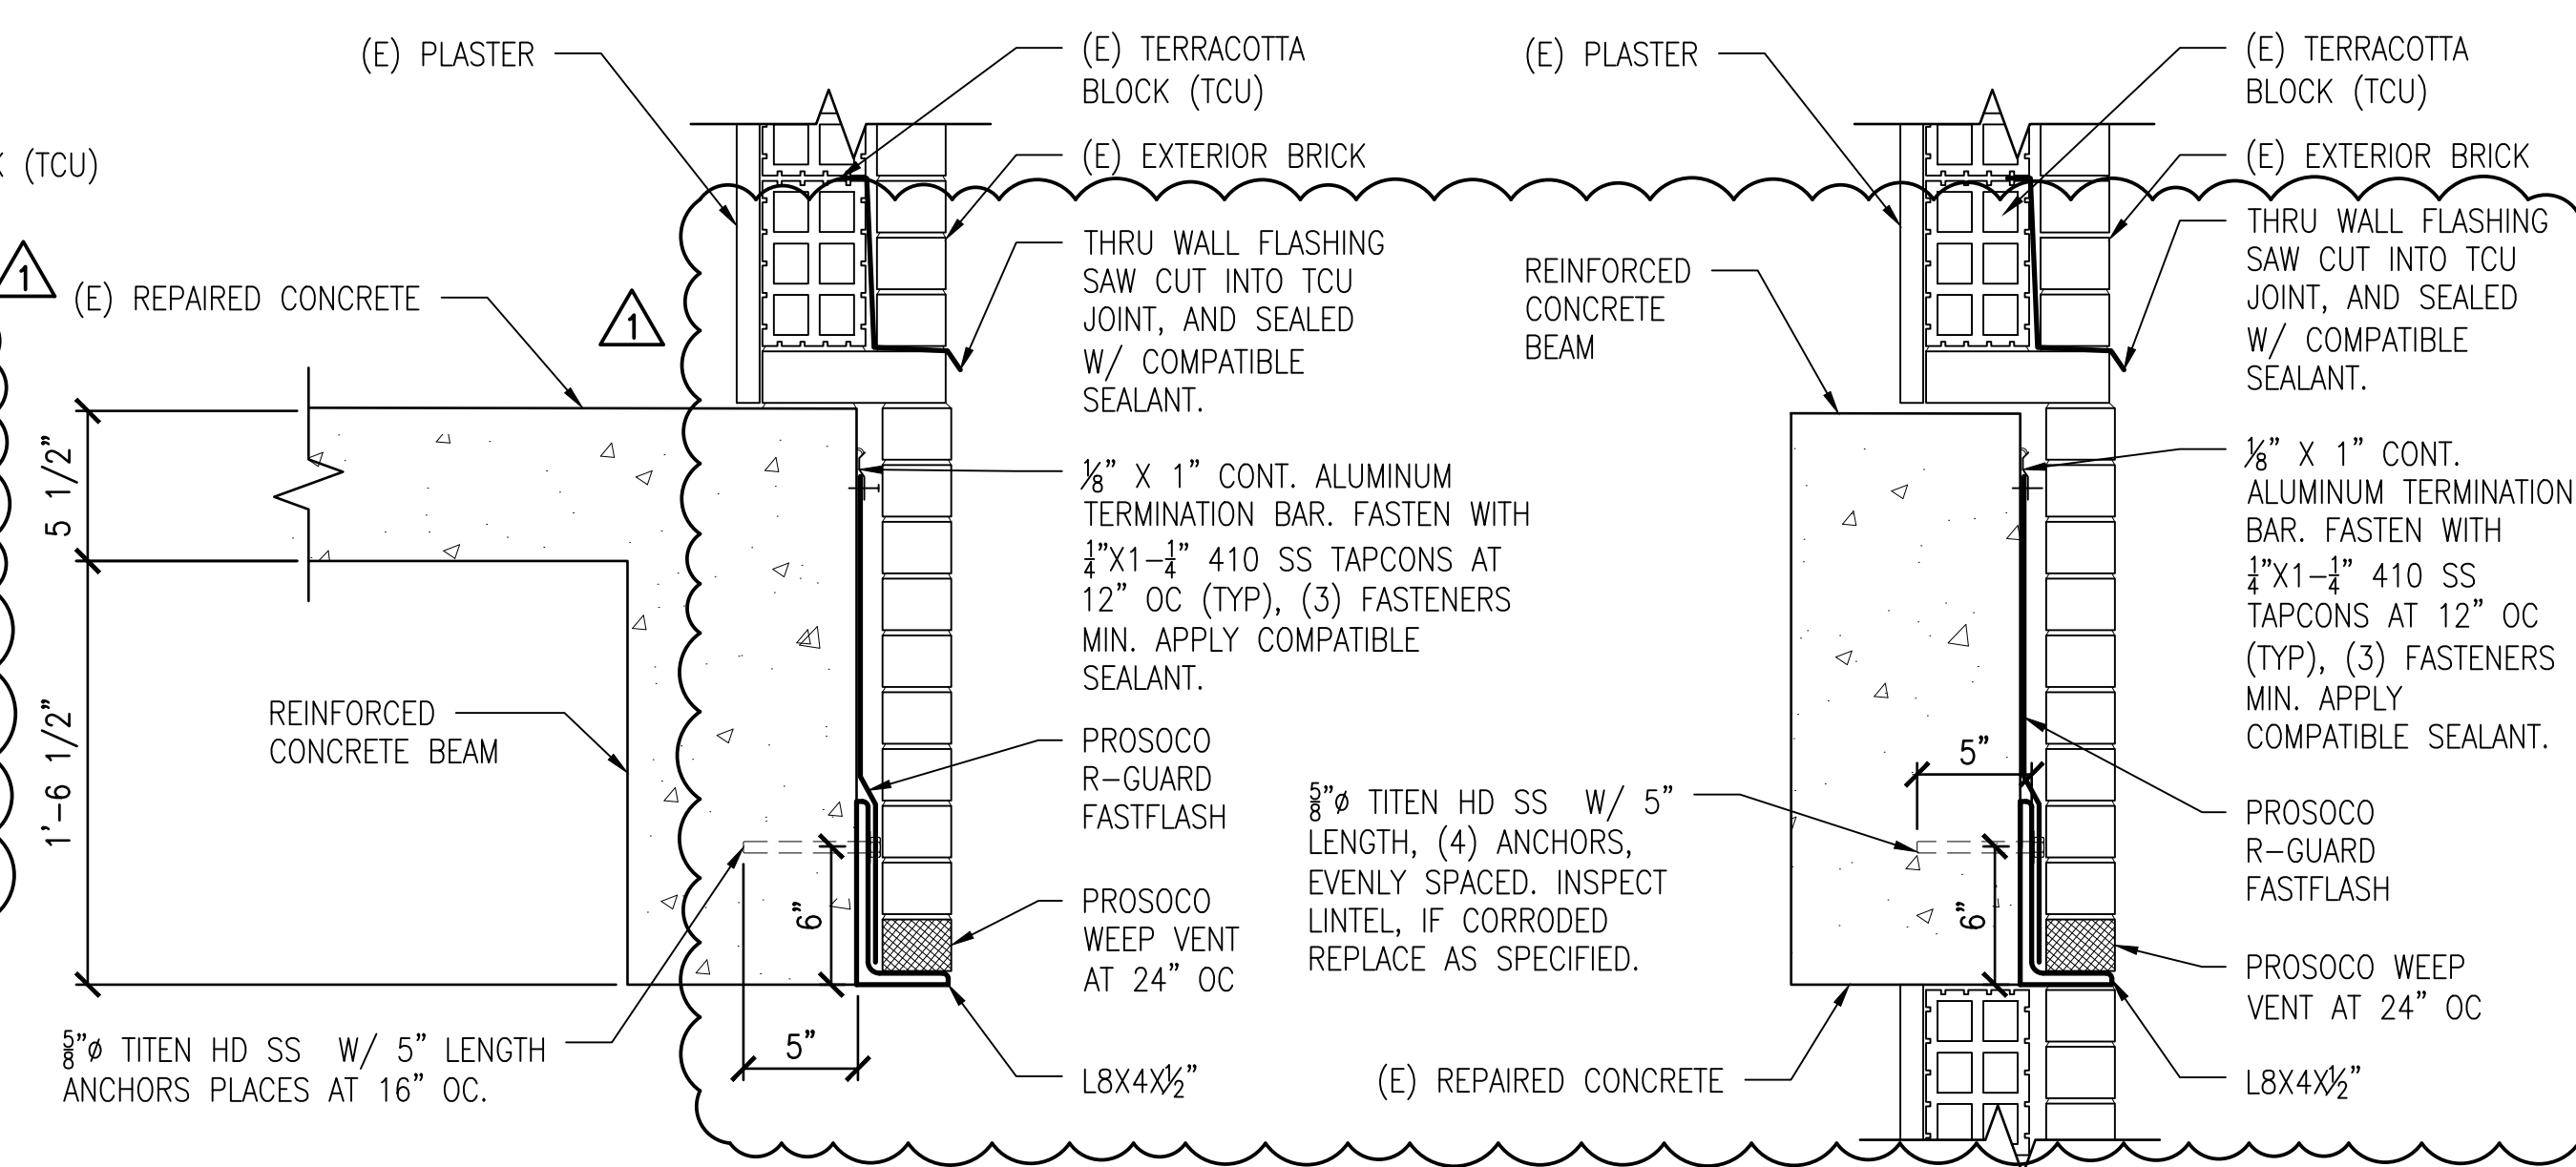 (TCU)
1
(E) PLASTER
(E) REPAIRED CONCRETE
1
5 1/2"
1'-6 1/2"
REINFORCED
CONCRETE BEAM
⅝"ø TITEN HD SS W/ 5" LENGTH
ANCHORS PLACES AT 16" OC.
6"
5"
(E) TERRACOTTA
BLOCK (TCU)
(E) EXTERIOR BRICK
THRU WALL FLASHING
SAW CUT INTO TCU
JOINT, AND SEALED
W/ COMPATIBLE
SEALANT.
⅛" X 1" CONT. ALUMINUM
TERMINATION BAR. FASTEN WITH
¼"X1-¼" 410 SS TAPCONS AT
12" OC (TYP), (3) FASTENERS
MIN. APPLY COMPATIBLE
SEALANT.
PROSOCO
R-GUARD
FASTFLASH
PROSOCO
WEEP VENT
AT 24" OC
L8X4X½"
(E) PLASTER
REINFORCED
CONCRETE
BEAM
⅝"ø TITEN HD SS W/ 5"
LENGTH, (4) ANCHORS,
EVENLY SPACED. INSPECT
LINTEL, IF CORRODED
REPLACE AS SPECIFIED.
(E) REPAIRED CONCRETE
5"
6"
(E) TERRACOTTA
BLOCK (TCU)
(E) EXTERIOR BRICK
THRU WALL FLASHING
SAW CUT INTO TCU
JOINT, AND SEALED
W/ COMPATIBLE
SEALANT.
⅛" X 1" CONT.
ALUMINUM TERMINATION
BAR. FASTEN WITH
¼"X1-¼" 410 SS
TAPCONS AT 12" OC
(TYP), (3) FASTENERS
MIN. APPLY
COMPATIBLE SEALANT.
PROSOCO
R-GUARD
FASTFLASH
PROSOCO WEEP
VENT AT 24" OC
L8X4X½"